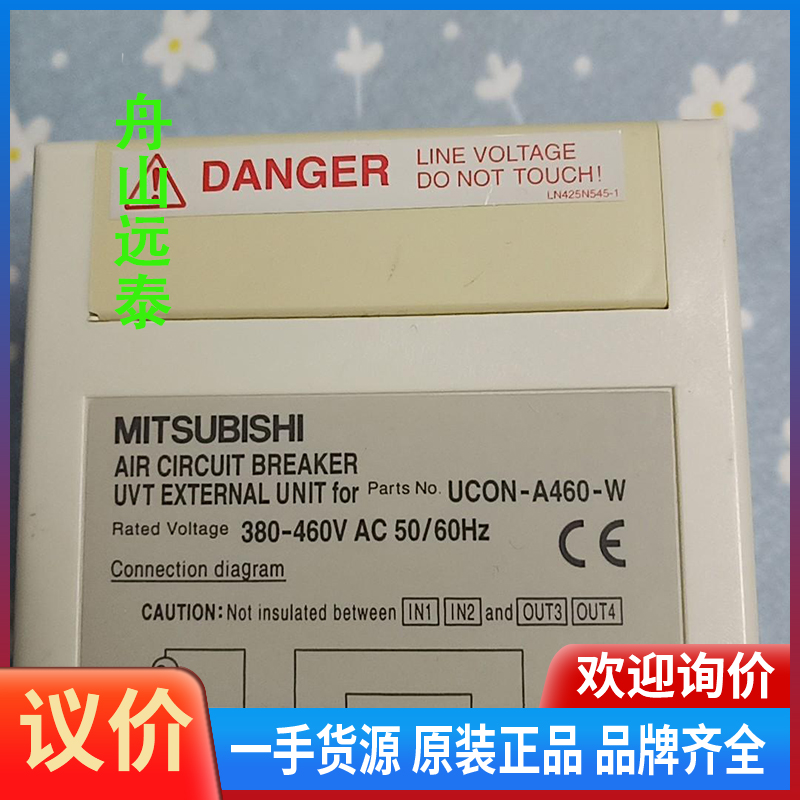 舟山远泰
DANGER
LINE VOLTAGE
DO NOT TOUCH!
LN425N545-1
MITSUBISHI
AIR CIRCUIT BREAKER
UVT EXTERNAL UNIT for Parts No. UCON-A460-W
Rated Voltage 380-460V AC 50/60Hz
CE
Connection diagram
CAUTION: Not insulated between IN1 IN2 and OUT3 OUT4
欢迎询价
议价
一手货源 原装正品 品牌齐全